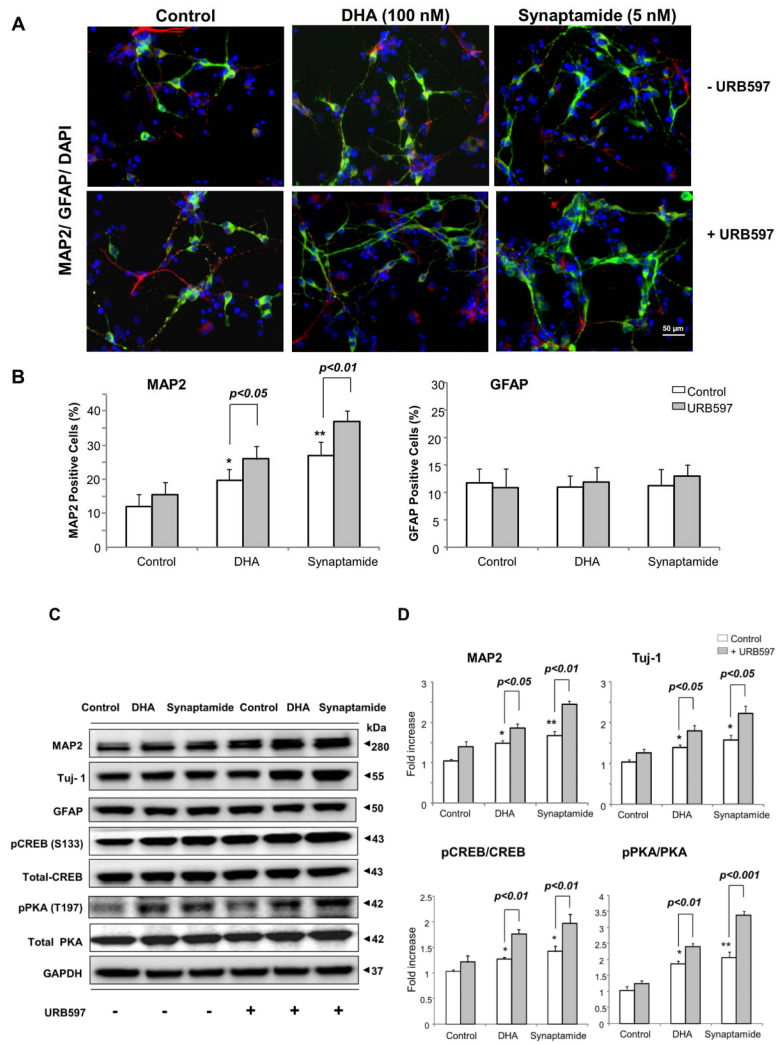 A
Control DHA (100 nM) Synaptamide (5 nM)
MAP2/ GFAP/ DAPI
- URB597
+ URB597
50 µm
B
MAP2
p<0.05
p<0.01
MAP2 Positive Cells (%)
40
30
20
10
0
*
**
Control DHA Synaptamide
GFAP
Control
URB597
GFAP Positive Cells (%)
30
25
20
15
10
5
0
Control DHA Synaptamide
C
Control DHA Synaptamide Control DHA Synaptamide
kDa
MAP2 280
Tuj- 1 55
GFAP 50
pCREB (S133) 43
Total-CREB 43
pPKA (T197) 42
Total PKA 42
GAPDH 37
URB597 - - - + + +
D
Control
+ URB597
MAP2
p<0.05
p<0.01
Fold increase
3
2
1
0
*
**
Control DHA Synaptamide
Tuj-1
p<0.05
p<0.05
3
2
1
0
*
*
Control DHA Synaptamide
pCREB/CREB
p<0.01
p<0.01
Fold increase
2.5
2
1.5
1
0.5
*
*
Control DHA Synaptamide
pPKA/PKA
p<0.01
p<0.001
4
3.5
3
2.5
2
1.5
1
0.5
0
*
**
Control DHA Synaptamide